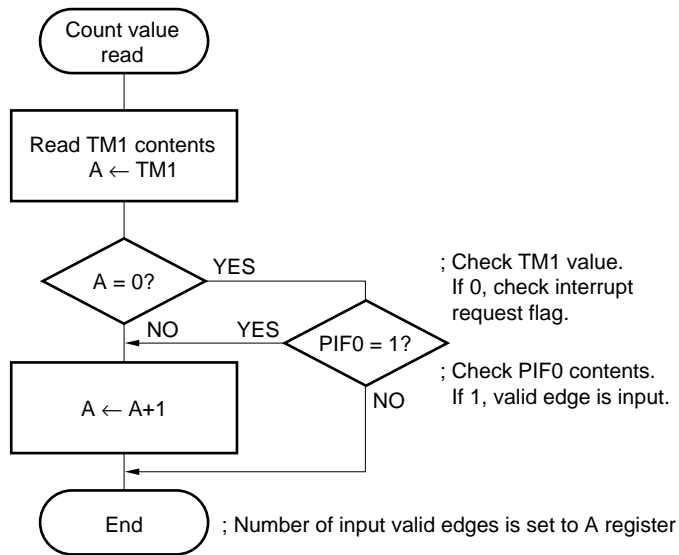 Count value
read
Read TM1 contents
A ← TM1
A = 0?
YES
; Check TM1 value.
If 0, check interrupt
request flag.
NO
YES
PIF0 = 1?
; Check PIF0 contents.
If 1, valid edge is input.
NO
A ← A+1
End
; Number of input valid edges is set to A register